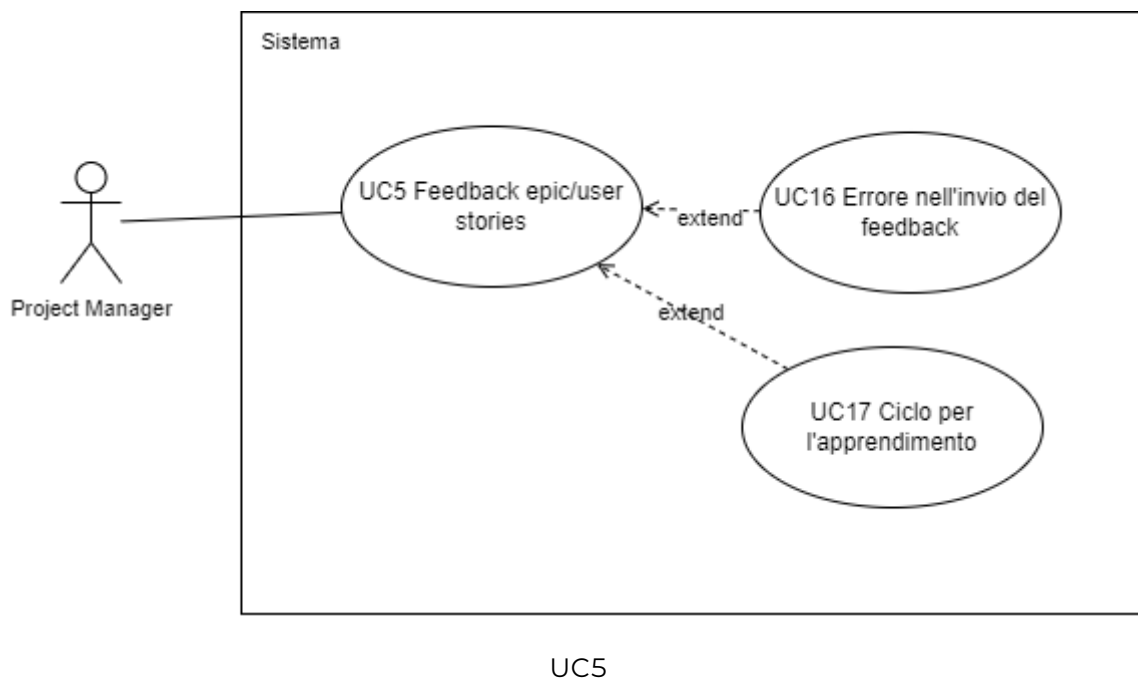 Sistema
UC5 Feedback epic/user
stories
UC16 Errore nell'invio del
feedback
extend
Project Manager
extend
UC17 Ciclo per
l'apprendimento
UC5